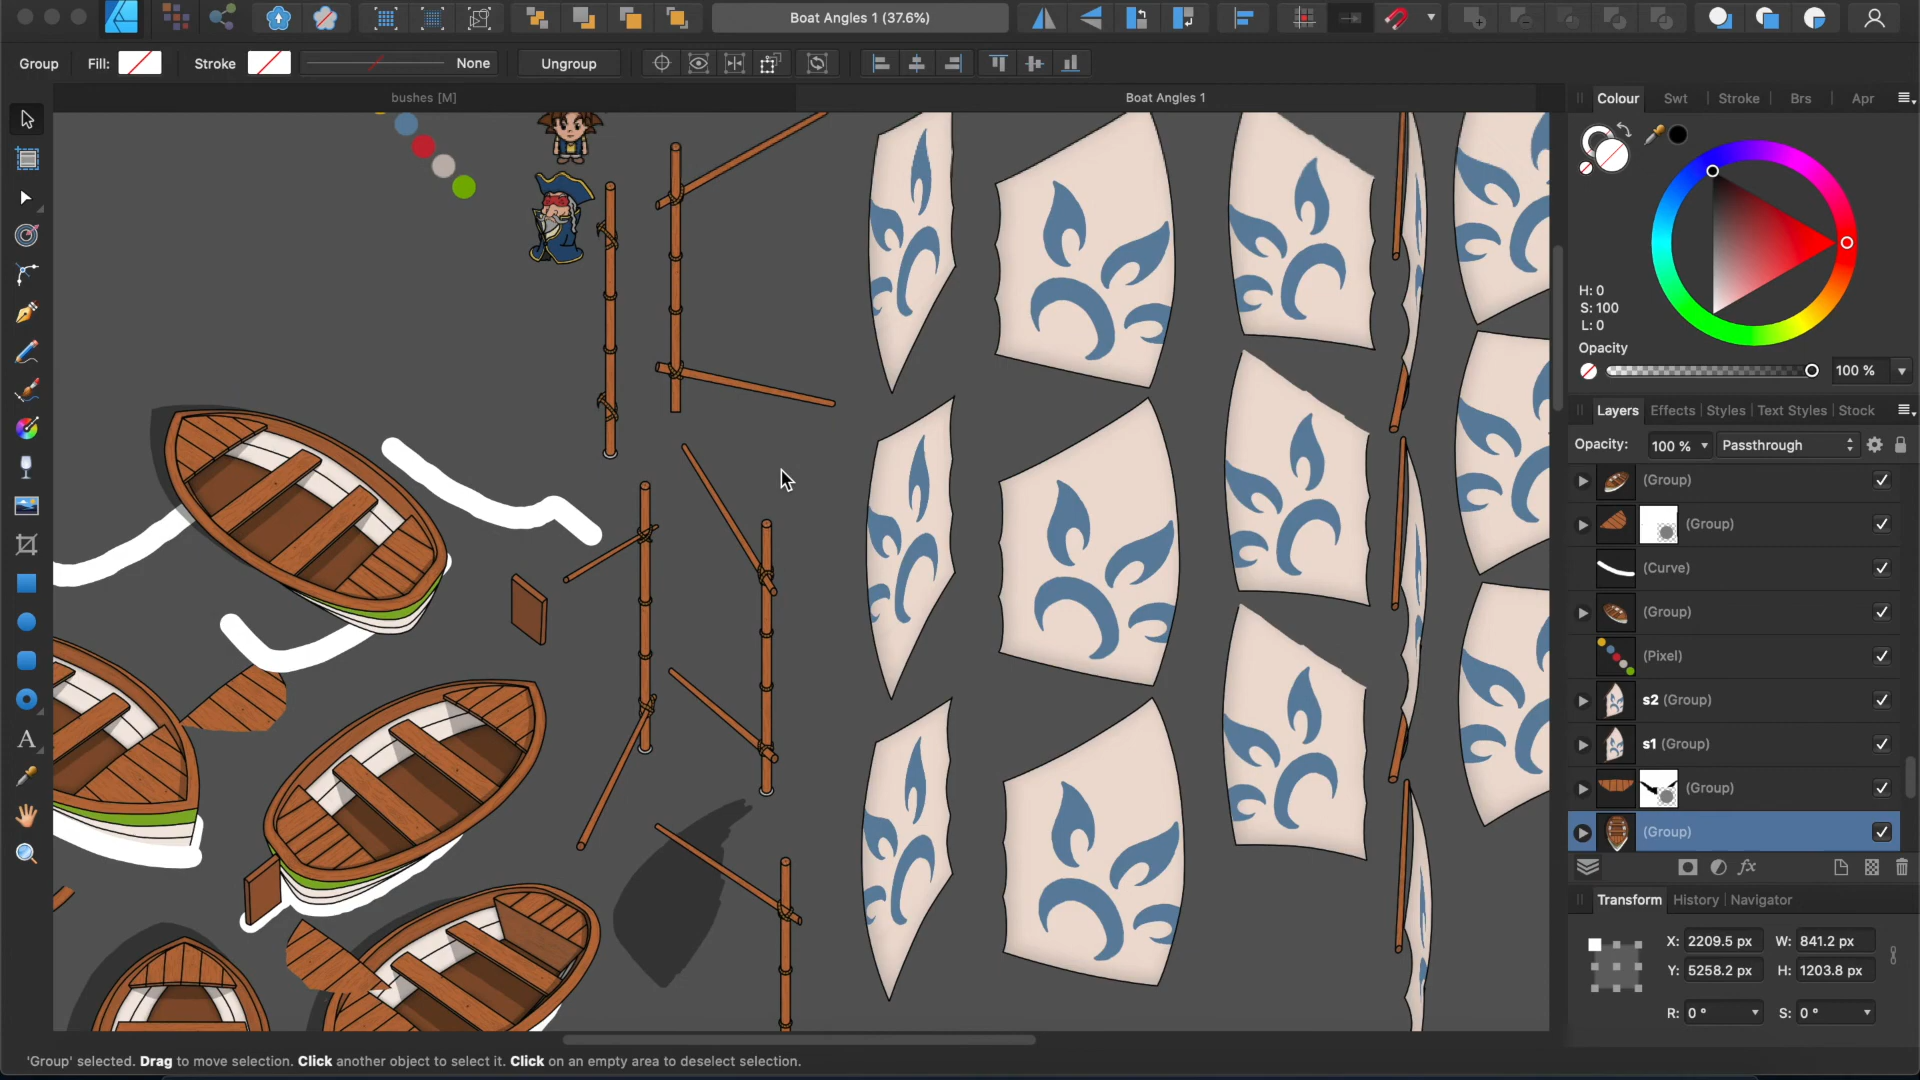 Boat Angles 1 (37.6%)
Group
Fill:
Stroke
None
Ungroup
bushes [M]
Boat Angles 1
Colour
Swt
Stroke
Brs
Apr
H: 0
S: 100
L: 0
Opacity
100 %
Layers
Effects
Styles
Text Styles
Stock
Opacity:
100 %
Passthrough
(Group)
(Group)
(Curve)
(Group)
(Pixel)
s2 (Group)
s1 (Group)
(Group)
(Group)
fx
Transform
History
Navigator
X: 2209.5 px W: 841.2 px
Y: 5258.2 px H: 1203.8 px
R: 0 ° S: 0 °
A
'Group' selected. Drag to move selection. Click another object to select it. Click on an empty area to deselect selection.